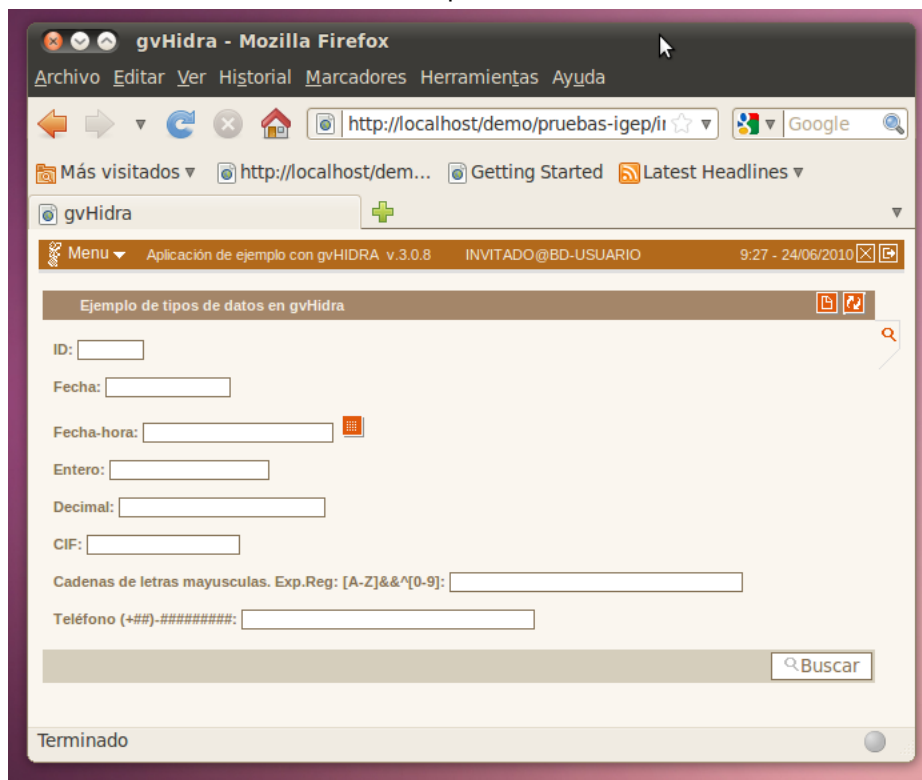 gvHidra - Mozilla Firefox
Archivo Editar Ver Historial Marcadores Herramientas Ayuda
http://localhost/demo/pruebas-igep/in Google
Más visitados http://localhost/dem... Getting Started Latest Headlines
gvHidra
Menu Aplicación de ejemplo con gvHIDRA v.3.0.8 INVITADO@BD-USUARIO 9:27 - 24/06/2010
Ejemplo de tipos de datos en gvHidra
ID:
Fecha:
Fecha-hora:
Entero:
Decimal:
CIF:
Cadenas de letras mayusculas. Exp.Reg: [A-Z]&&^[0-9]:
Teléfono (+##)-#########:
Buscar
Terminado